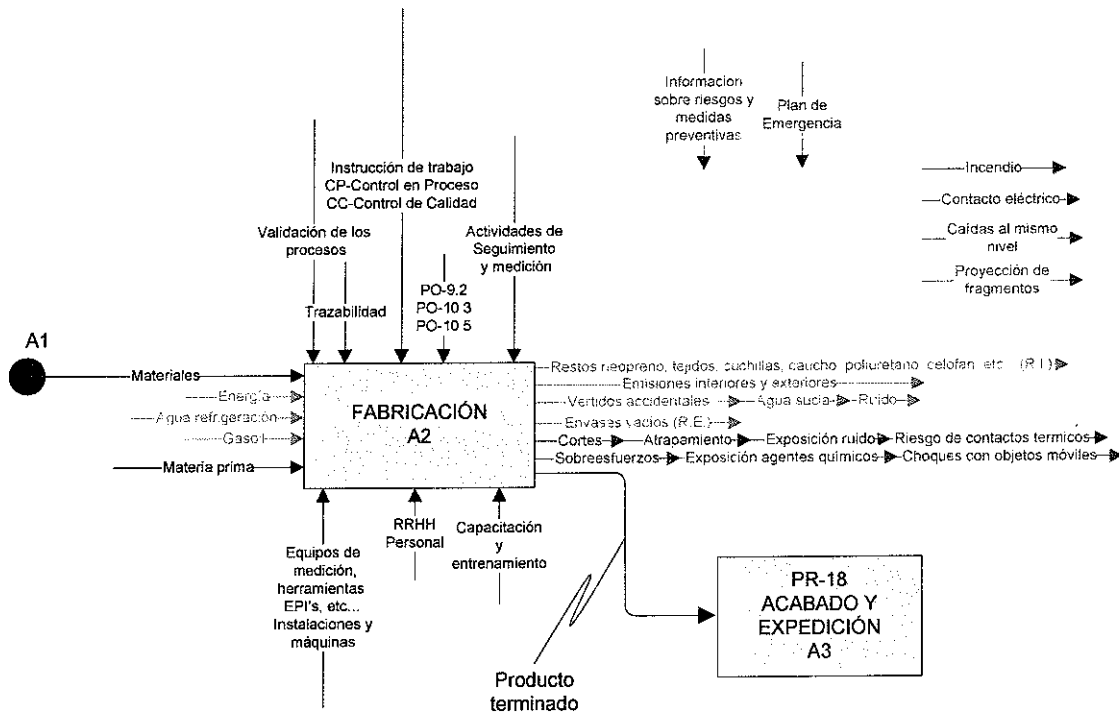 Informacion
sobre riesgos y
medidas
preventivas
Plan de
Emergencia
Instrucción de trabajo
CP-Control en Proceso
CC-Control de Calidad
Incendio
Contacto eléctrico
Caídas al mismo
nivel
Proyección de
fragmentos
Validación de los
procesos
Actividades de
Seguimiento
y medición
Trazabilidad
PO-9.2
PO-10 3
PO-10 5
A1
Materiales
Energía
Agua refrigeración
Gasoil
Materia prima
FABRICACIÓN
A2
Restos neopreno, tejidos, cuchillas, caucho poliuretano celofan etc (R.I.)
Emisiones interiores y exteriores
Vertidos accidentales Agua sucia Ruido
Envases vacios (R.E.)
Cortes Atrapamiento Exposición ruido Riesgo de contactos termicos
Sobreesfuerzos Exposición agentes químicos Choques con objetos móviles
Equipos de
medición,
herramientas
EPI's, etc...
Instalaciones y
máquinas
RRHH
Personal
Capacitación
y
entrenamiento
PR-18
ACABADO Y
EXPEDICIÓN
A3
Producto
terminado